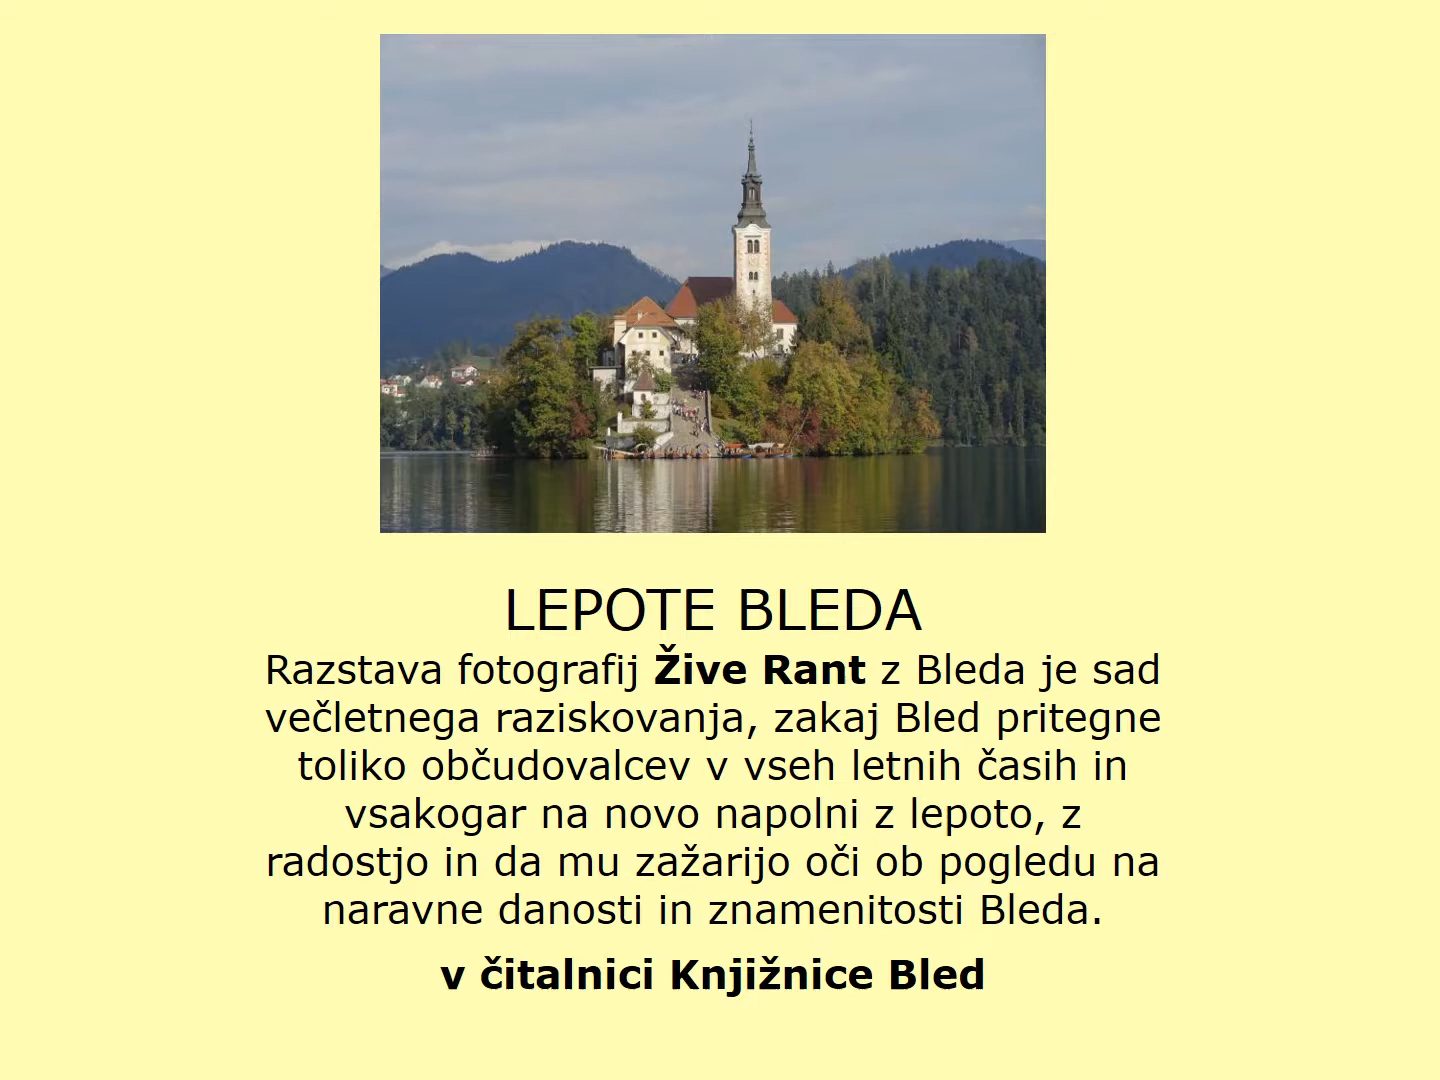 LEPOTE BLEDA
Razstava fotografij Žive Rant z Bleda je sad
večletnega raziskovanja, zakaj Bled pritegne
toliko občudovalcev v vseh letnih časih in
vsakogar na novo napolni z lepoto, z
radostjo in da mu zažarijo oči ob pogledu na
naravne danosti in znamenitosti Bleda.
v čitalnici Knjižnice Bled